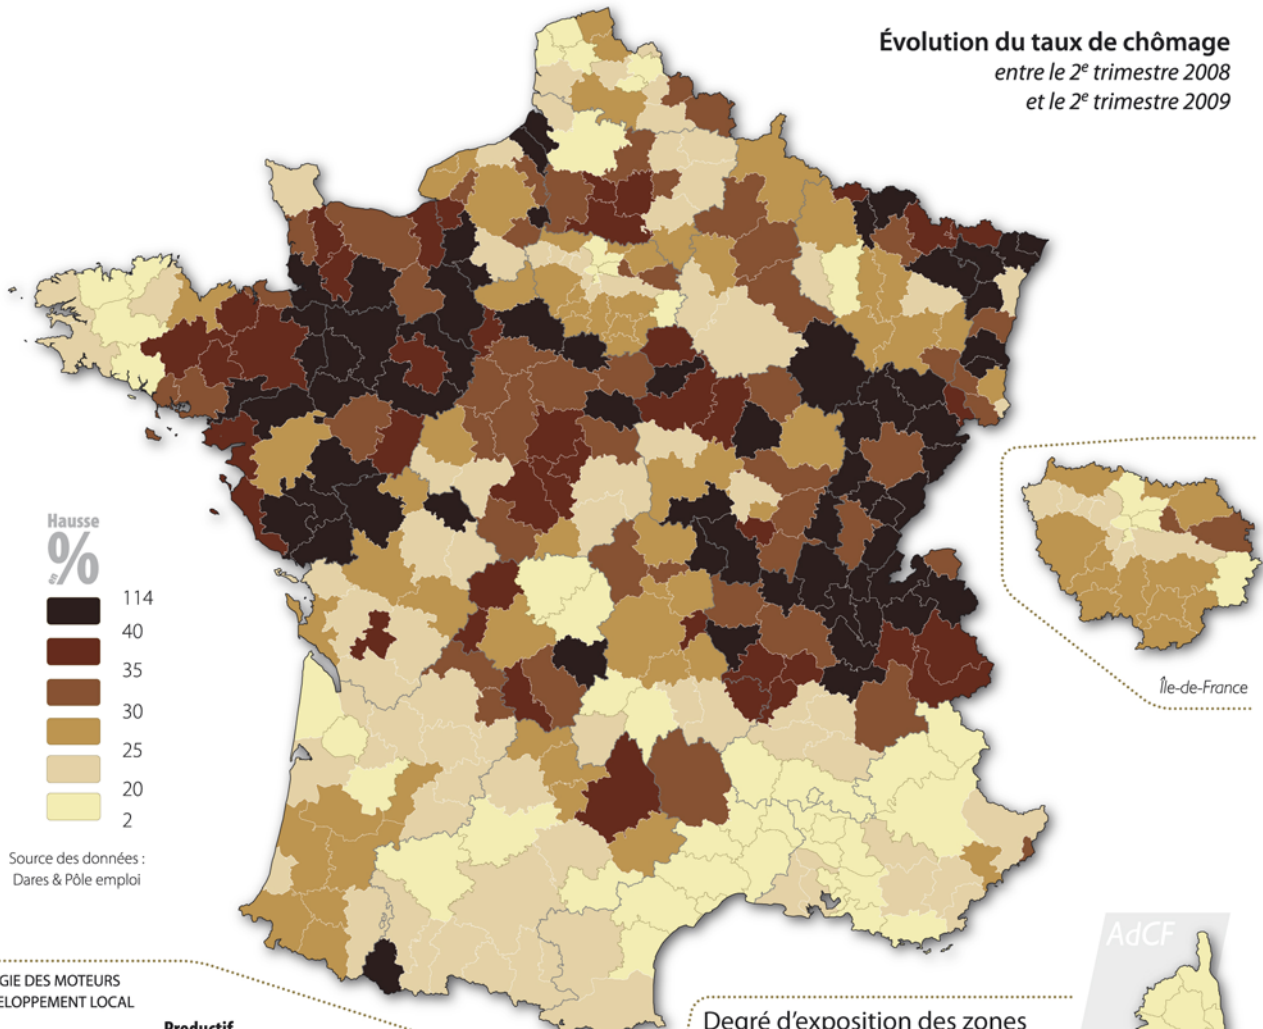 Évolution du taux de chômage
entre le 2e trimestre 2008
et le 2e trimestre 2009
Hausse
en %
114
40
35
30
25
20
2
Source des données :
Dares & Pôle emploi
Île-de-France
AdCF
GIE DES MOTEURS
ELOPPEMENT LOCAL
Productif
Degré d'exposition des zones